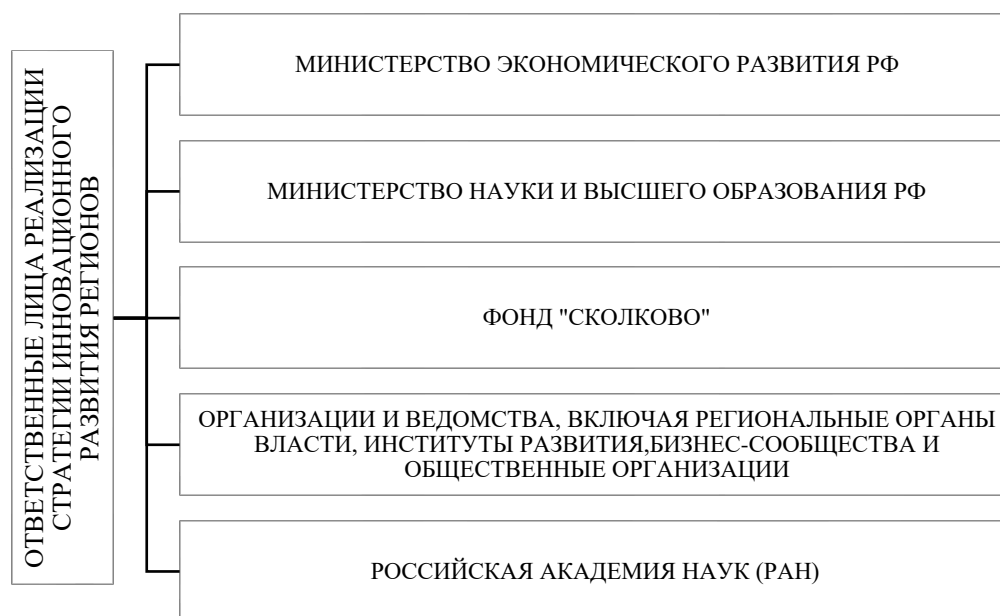 ОТВЕТСТВЕННЫЕ ЛИЦА РЕАЛИЗАЦИИ
СТРАТЕГИИ ИННОВАЦИОННОГО
РАЗВИТИЯ РЕГИОНОВ
МИНИСТЕРСТВО ЭКОНОМИЧЕСКОГО РАЗВИТИЯ РФ
МИНИСТЕРСТВО НАУКИ И ВЫСШЕГО ОБРАЗОВАНИЯ РФ
ФОНД "СКОЛКОВО"
ОРГАНИЗАЦИИ И ВЕДОМСТВА, ВКЛЮЧАЯ РЕГИОНАЛЬНЫЕ ОРГАНЫ
ВЛАСТИ, ИНСТИТУТЫ РАЗВИТИЯ,БИЗНЕС-СООБЩЕСТВА И
ОБЩЕСТВЕННЫЕ ОРГАНИЗАЦИИ
РОССИЙСКАЯ АКАДЕМИЯ НАУК (РАН)